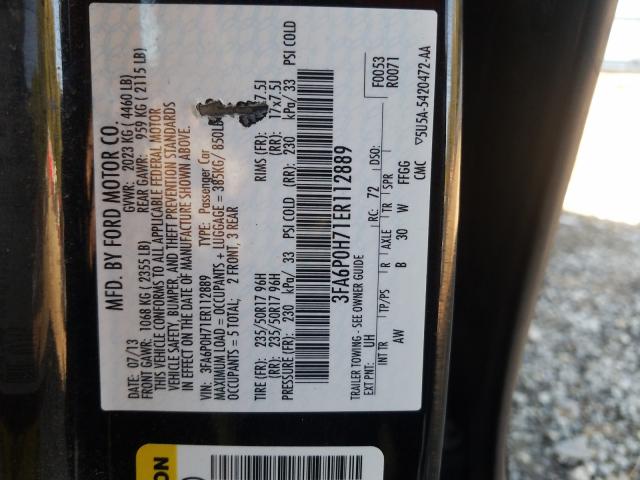 MFD. BY FORD MOTOR CO.
DATE: 07/13 GVWR: 2023 KG ( 4460 LB)
FRONT GAWR: 1068 KG ( 2355 LB) REAR GAWR: 959 KG ( 2115 LB)
THIS VEHICLE CONFORMS TO ALL APPLICABLE FEDERAL MOTOR
VEHICLE SAFETY, BUMPER, AND THEFT PREVENTION STANDARDS
IN EFFECT ON THE DATE OF MANUFACTURE SHOWN ABOVE.
VIN: 3FA6P0H71ER112889 TYPE: Passenger Car
MAXIMUM LOAD = OCCUPANTS + LUGGAGE = 385KG/ 850LB
OCCUPANTS = 5 TOTAL; 2 FRONT, 3 REAR
TIRE (FR): 235/50R17 96H RIMS (FR): 7.5J
TIRE (RR): 235/50R17 96H (RR): 17x7.5J
PRESSURE (FR): 230 kPa/ 33 PSI COLD (RR): 230 kPa/ 33 PSI COLD
3FA6P0H71ER112889
F0053
R0071
TRAILER TOWING - SEE OWNER GUIDE
EXT PNT: UH RC: 72 DSO:
INT TR TP/PS R AXLE TR SPR
AW B 30 W FFGG
CMC ▽5U5A-5420472-AA
ON